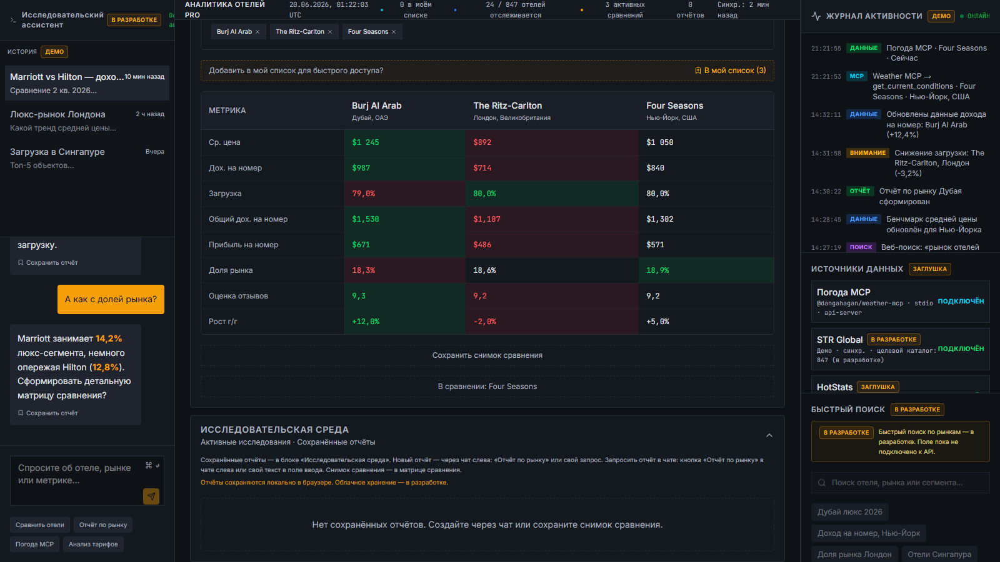 Исследовательский
ассистент
В РАЗРАБОТКЕ
ИСТОРИЯ
ДЕМО
Marriott vs Hilton — дохо...
10 мин назад
Сравнение 2 кв. 2026...
Люкс-рынок Лондона
2 ч назад
Какой тренд средней цены...
Загрузка в Сингапуре
Вчера
Топ-5 объектов...
загрузку.
Сохранить отчёт
А как с долей рынка?
Marriott занимает 14,2%
люкс-сегмента, немного
опережая Hilton (12,8%).
Сформировать детальную
матрицу сравнения?
Сохранить отчёт
Спросите об отеле, рынке
или метрике...
⌘ ↵
Сравнить отели
Отчёт по рынку
Погода MCP
Анализ тарифов
АНАЛИТИКА ОТЕЛЕЙ
PRO
20.06.2026, 01:22:03
UTC
0 в моём
списке
24 / 847 отелей
отслеживается
3 активных
сравнений
0
отчётов
Синхр.: 2 мин
назад
Burj Al Arab ×
The Ritz-Carlton ×
Four Seasons ×
Добавить в мой список для быстрого доступа?
В мой список (3)
МЕТРИКА
Burj Al Arab
Дубай, ОАЭ
The Ritz-Carlton
Лондон, Великобритания
Four Seasons
Нью-Йорк, США
Ср. цена $1 245 $892 $1 050
Дох. на номер $987 $714 $840
Загрузка 79,0% 80,0% 80,0%
Общий дох. на номер $1,530 $1,107 $1,302
Прибыль на номер $671 $486 $571
Доля рынка 18,3% 18,6% 18,9%
Оценка отзывов 9,3 9,2 9,2
Рост г/г +12,0% -2,0% +5,0%
Сохранить снимок сравнения
В сравнении: Four Seasons
ИССЛЕДОВАТЕЛЬСКАЯ СРЕДА
Активные исследования · Сохранённые отчёты
Сохранённые отчёты — в блоке «Исследовательская среда». Новый отчёт — через чат слева: «Отчёт по рынку» или свой запрос. Запросить отчёт в чате: кнопка «Отчёт по рынку» в
чате слева или свой текст в поле ввода. Снимок сравнения — в матрице сравнения.
Отчёты сохраняются локально в браузере. Облачное хранение — в разработке.
Нет сохранённых отчётов. Создайте через чат или сохраните снимок сравнения.
ЖУРНАЛ АКТИВНОСТИ
ДЕМО
ОНЛАЙН
21:21:55 ДАННЫЕ Погода MCP · Four Seasons
· Сейчас
21:21:53 MCP Weather MCP →
get_current_conditions · Four
Seasons · Нью-Йорк, США
14:32:11 ДАННЫЕ Обновлены данные дохода
на номер: Burj Al Arab
(+12,4%)
14:31:58 ВНИМАНИЕ Снижение загрузки: The
Ritz-Carlton, Лондон
(-3,2%)
14:30:22 ОТЧЁТ Отчёт по рынку Дубая
сформирован
14:28:45 ДАННЫЕ Бенчмарк средней цены
обновлён для Нью-Йорка
14:27:19 ПОИСК Веб-поиск: «рынок отелей
ИСТОЧНИКИ ДАННЫХ
ЗАГЛУШКА
Погода MCP
@dangahagan/weather-mcp · stdio
· api-server
ПОДКЛЮЧЁН
STR Global
В РАЗРАБОТКЕ
Демо · синхр. · целевой каталог:
847 (в разработке)
ПОДКЛЮЧЁН
HotStats
ЗАГЛУШКА
БЫСТРЫЙ ПОИСК
В РАЗРАБОТКЕ
В РАЗРАБОТКЕ
Быстрый поиск по рынкам — в
разработке. Поле пока не
подключено к API.
Поиск отеля, рынка или сегмента...
Дубай люкс 2026
Доход на номер, Нью-Йорк
Доля рынка Лондон
Отели Сингапура